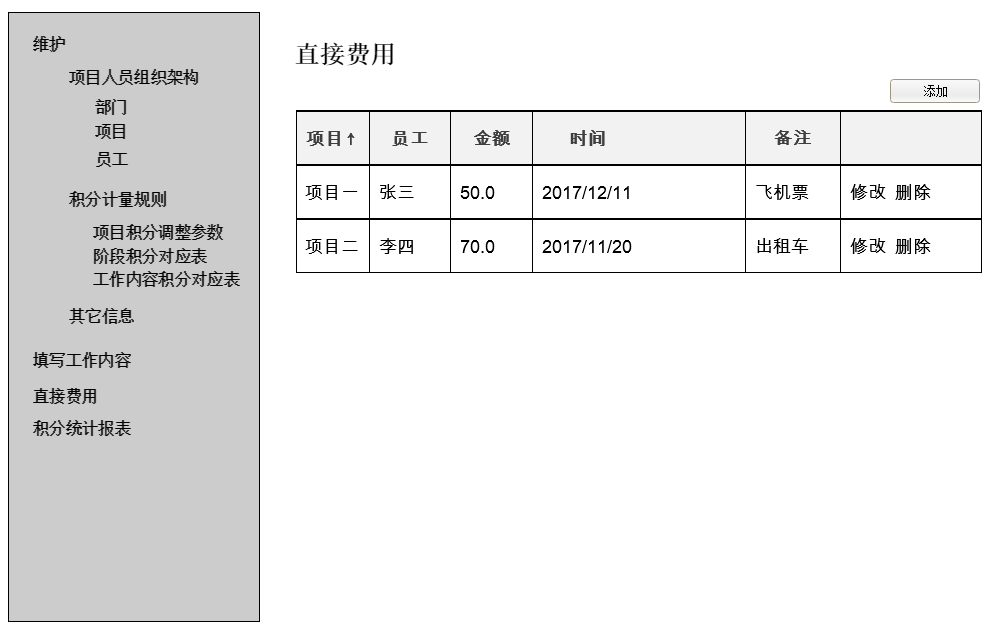 维护
项目人员组织架构
部门
项目
员工
积分计量规则
项目积分调整参数
阶段积分对应表
工作内容积分对应表
其它信息
填写工作内容
直接费用
积分统计报表
直接费用
添加
项目↑ 员工 金额 时间 备注
项目一 张三 50.0 2017/12/11 飞机票 修改 删除
项目二 李四 70.0 2017/11/20 出租车 修改 删除